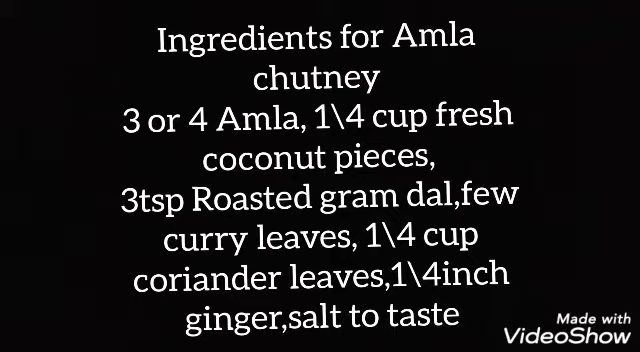 Ingredients for Amla
chutney
3 or 4 Amla, 1\4 cup fresh
coconut pieces,
3tsp Roasted gram dal,few
curry leaves, 1\4 cup
coriander leaves,1\4inch
ginger,salt to taste
Made with
VideoShow